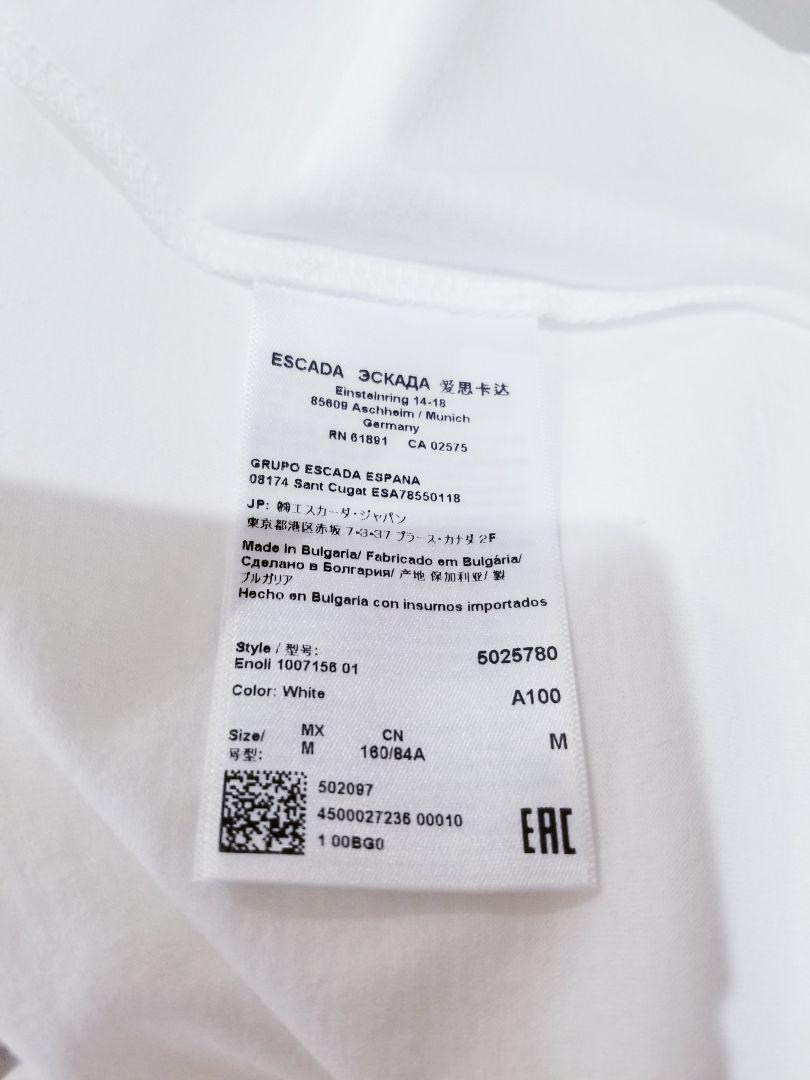 ESCADA ЭСКАДА 爱思卡达
Einsteinring 14-18
85609 Aschheim / Munich
Germany
RN 61891 CA 02575
GRUPO ESCADA ESPANA
08174 Sant Cugat ESA78550118
JP: ㈱エスカーダ・ジャパン
東京都港区赤坂 7-3-37 プラース・カナダ 2F
Made in Bulgaria/ Fabricado em Bulgária/
Сделано в Болгария/ 产地 保加利亚/ 製
ブルガリア
Hecho en Bulgaria con insumos importados
Style / 型号:
5025780
Enoli 1007156 01
Color: White
A100
Size/ MX CN
号型: M 160/84A M
502097
4500027236 00010
1 00BG0
EAC